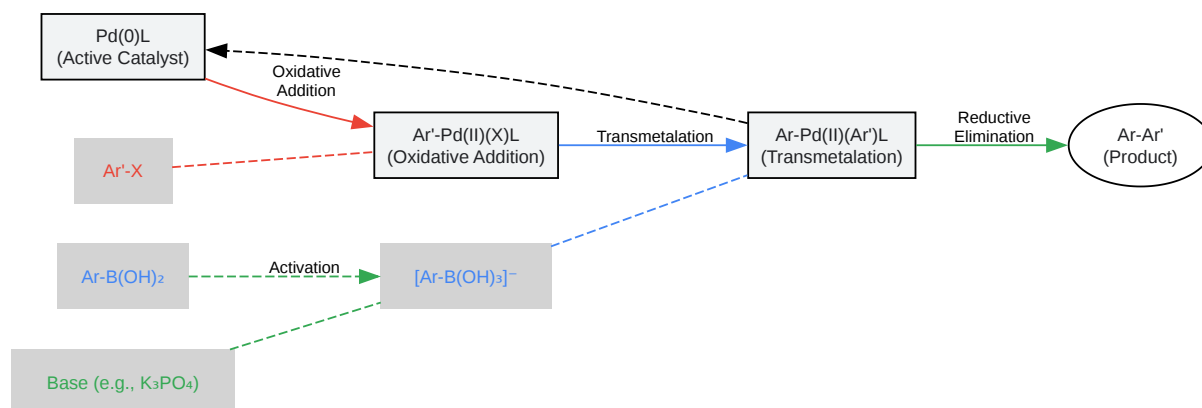 Pd(0)L
(Active Catalyst)
Oxidative
Addition
Ar'-Pd(II)(X)L
(Oxidative Addition)
Transmetalation
Ar-Pd(II)(Ar')L
(Transmetalation)
Reductive
Elimination
Ar-Ar'
(Product)
Ar'-X
Ar-B(OH)₂
Activation
[Ar-B(OH)₃]⁻
Base (e.g., K₃PO₄)